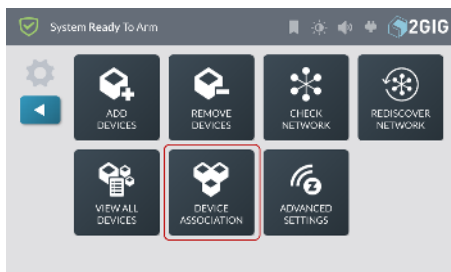 System Ready To Arm
2GIG
ADD
DEVICES
REMOVE
DEVICES
CHECK
NETWORK
REDISCOVER
NETWORK
VIEW ALL
DEVICES
DEVICE
ASSOCIATION
ADVANCED
SETTINGS